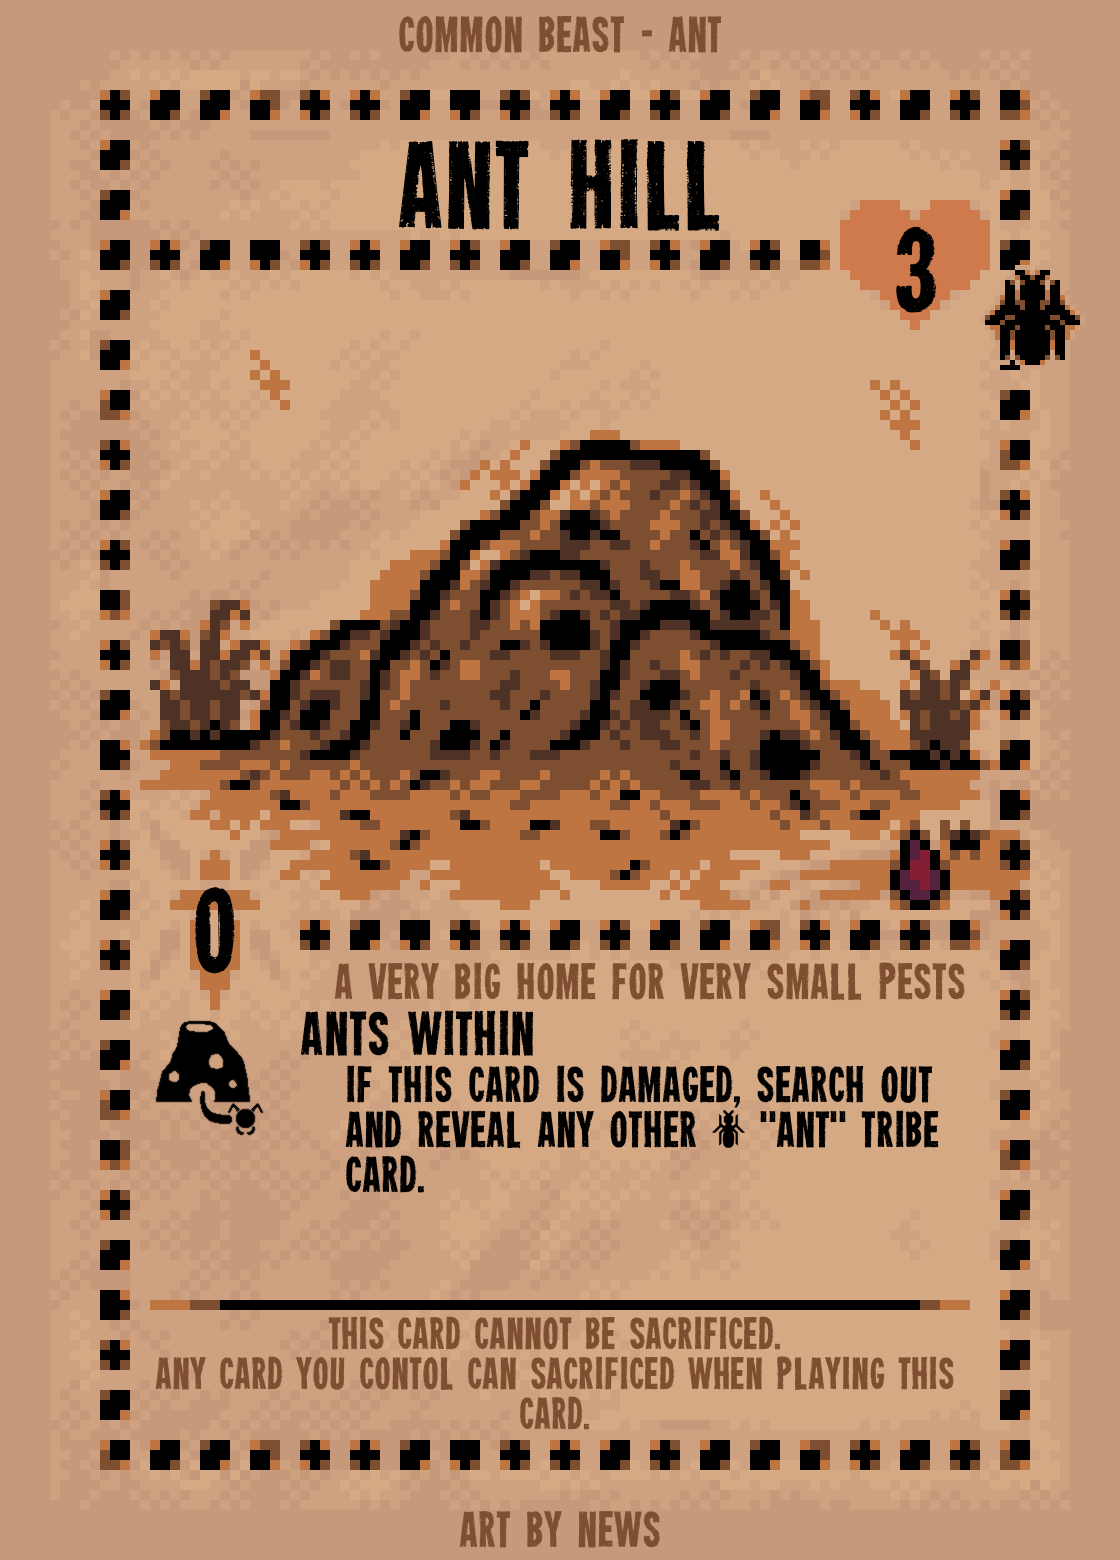 COMMON BEAST - ANT
ANT HILL
3
0
A VERY BIG HOME FOR VERY SMALL PESTS
ANTS WITHIN
IF THIS CARD IS DAMAGED, SEARCH OUT
AND REVEAL ANY OTHER "ANT" TRIBE
CARD.
THIS CARD CANNOT BE SACRIFICED.
ANY CARD YOU CONTOL CAN SACRIFICED WHEN PLAYING THIS
CARD.
ART BY NEWS